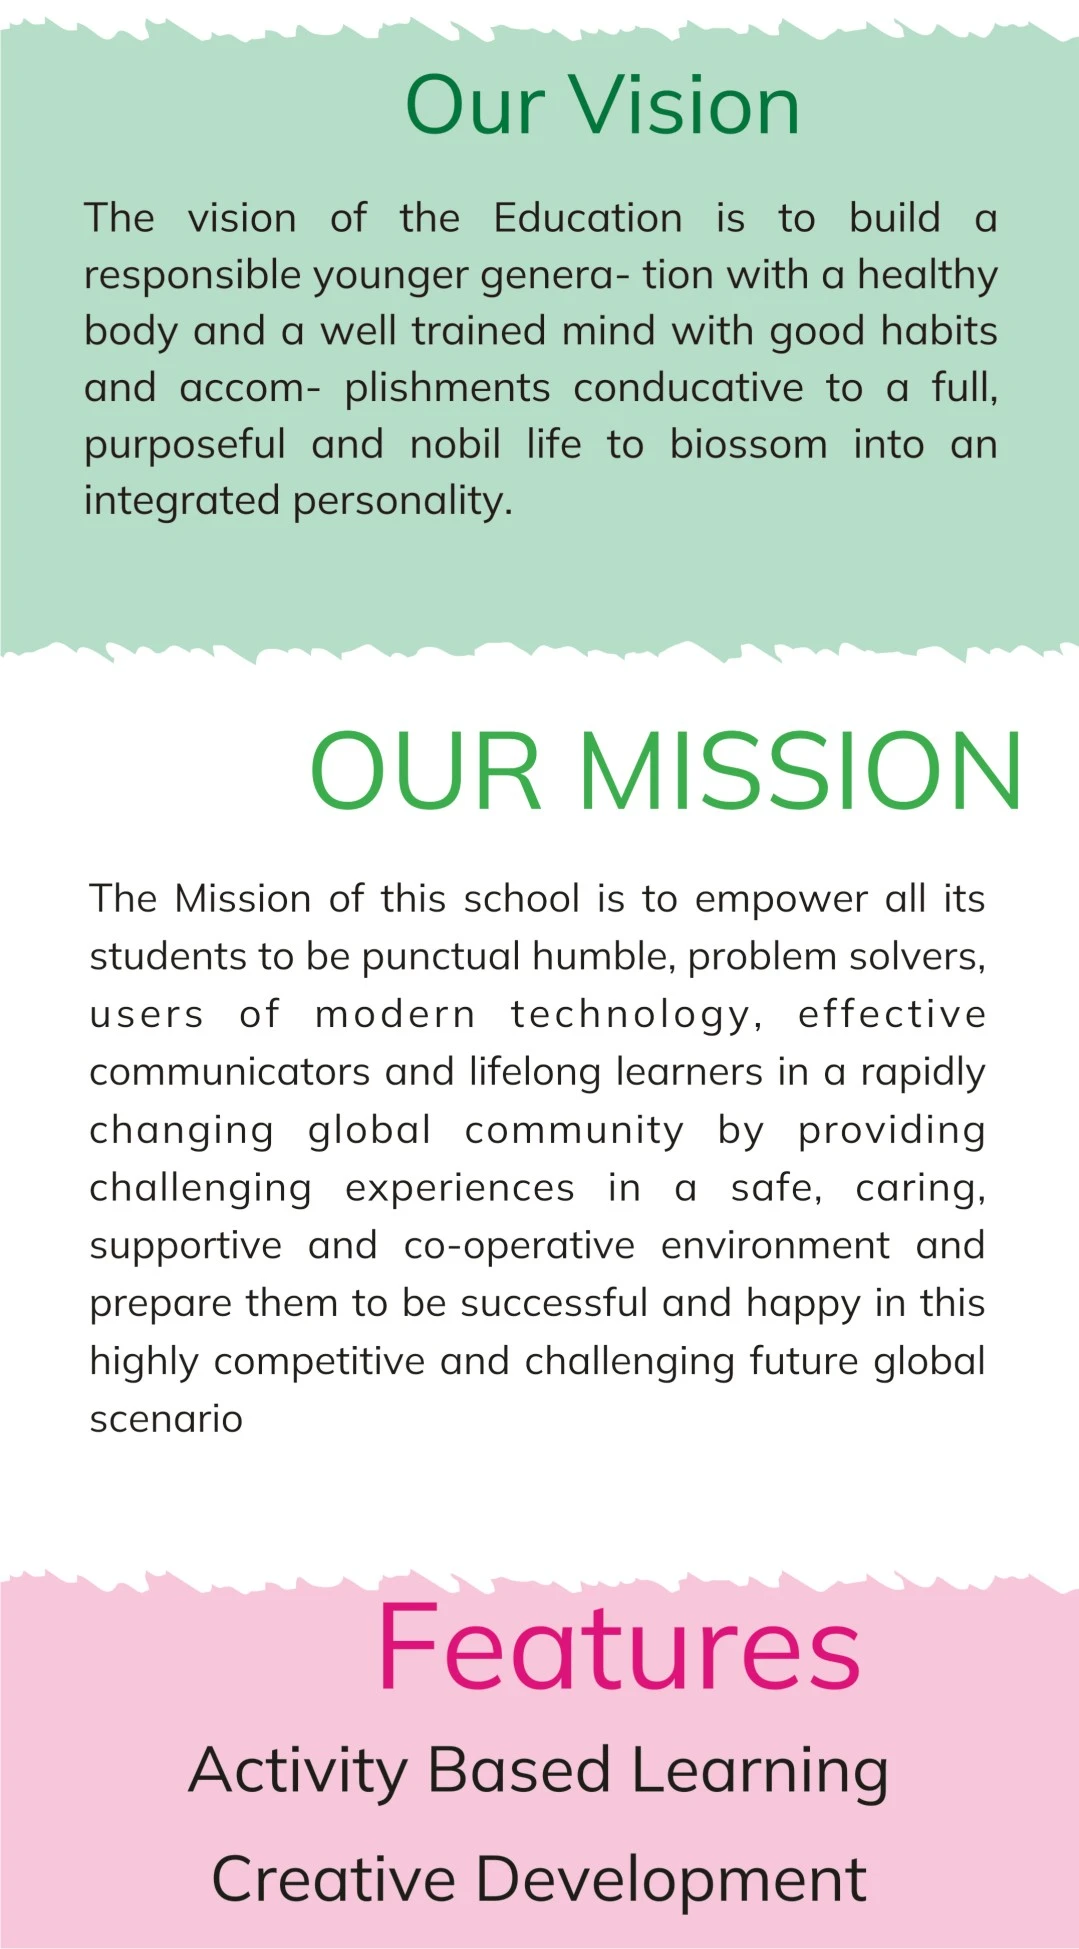 Our Vision
The vision of the Education is to build a
responsible younger genera- tion with a healthy
body and a well trained mind with good habits
and accom- plishments conducative to a full,
purposeful and nobil life to biossom into an
integrated personality.
OUR MISSION
The Mission of this school is to empower all its
students to be punctual humble, problem solvers,
users of modern technology, effective
communicators and lifelong learners in a rapidly
changing global community by providing
challenging experiences in a safe, caring,
supportive and co-operative environment and
prepare them to be successful and happy in this
highly competitive and challenging future global
scenario
Features
Activity Based Learning
Creative Development